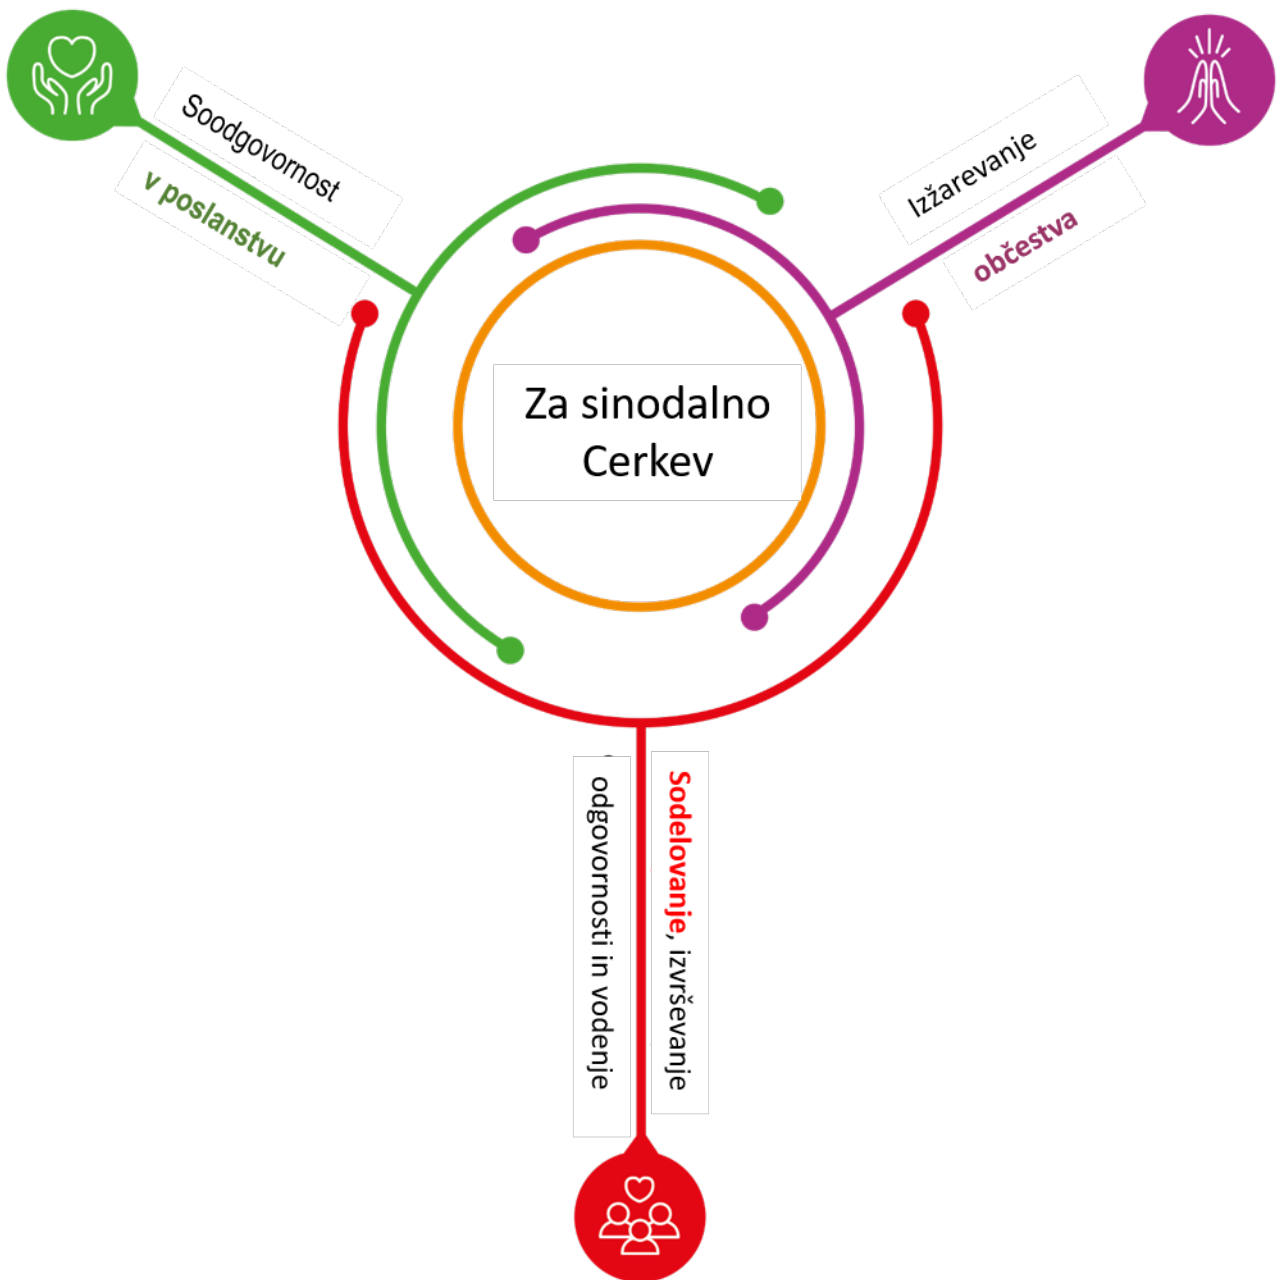 Soodgovornost
v poslanstvu
Izžarevanje
občestva
Za sinodalno
Cerkev
Sodelovanje, izvrševanje
odgovornosti in vodenje